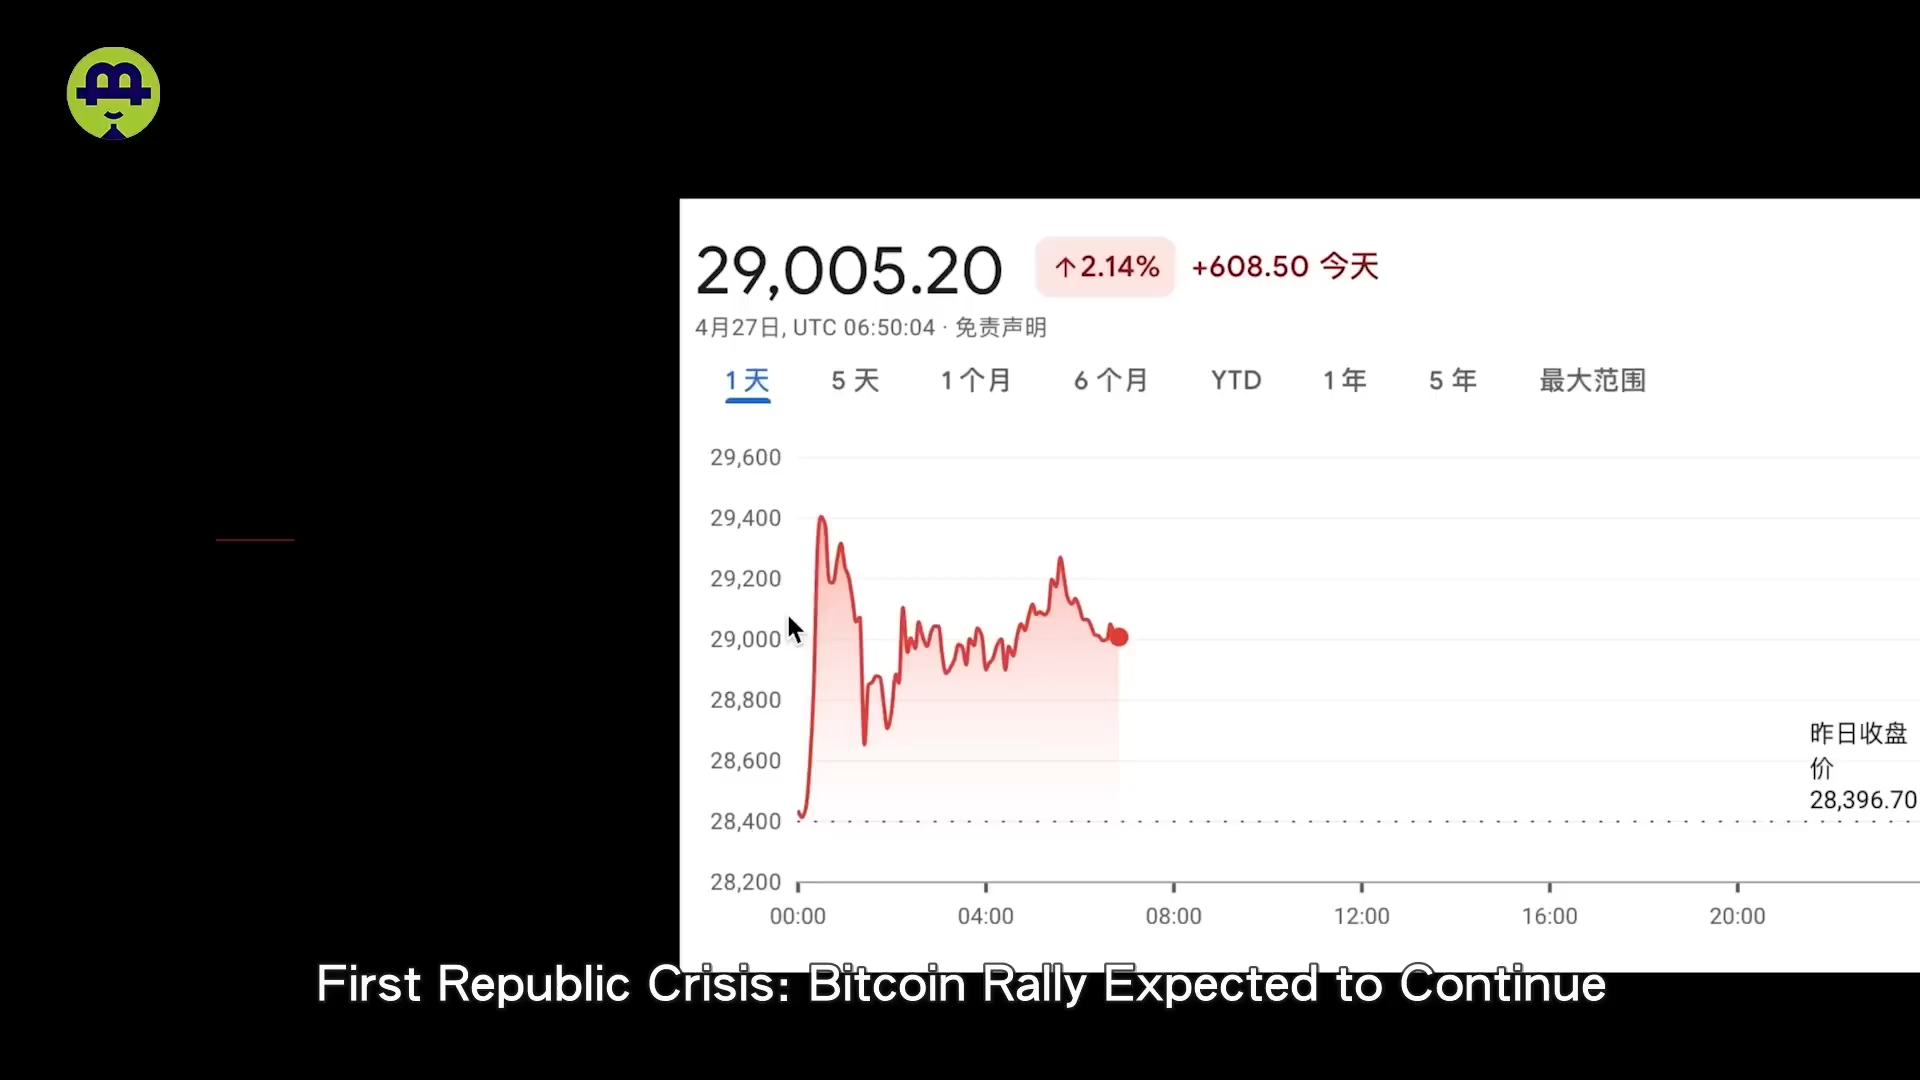 29,005.20 ↑2.14% +608.50 今天
4月27日, UTC 06:50:04 · 免责声明
1 天 5 天 1 个月 6 个月 YTD 1 年 5 年 最大范围
29,600
29,400
29,200
29,000
28,800
28,600
28,400
28,200
昨日收盘
价
28,396.70
00:00 04:00 08:00 12:00 16:00 20:00
First Republic Crisis: Bitcoin Rally Expected to Continue